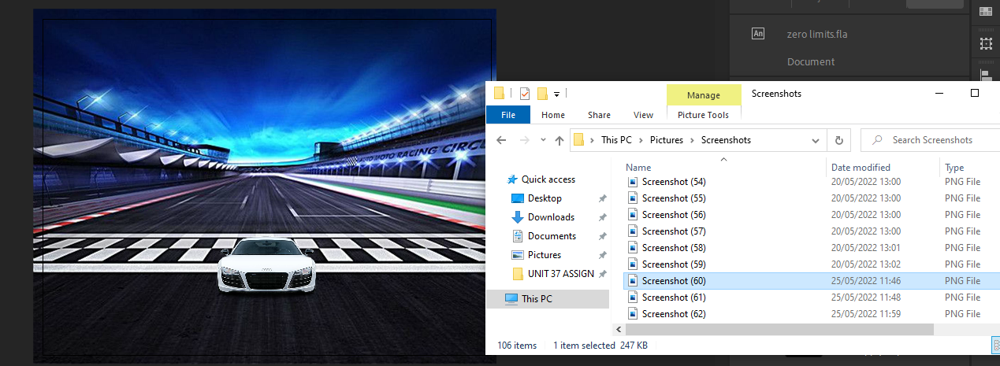 AUTO MOTO RACING CIRCU
An
zero limits.fla
Document
Manage
Screenshots
File
Home
Share
View
Picture Tools
This PC
Pictures
Screenshots
Search Screenshots
Name
Date modified
Type
Quick access
Desktop
Downloads
Documents
Pictures
UNIT 37 ASSIGN
This PC
Screenshot (54) 20/05/2022 13:00 PNG File
Screenshot (55) 20/05/2022 13:00 PNG File
Screenshot (56) 20/05/2022 13:00 PNG File
Screenshot (57) 20/05/2022 13:00 PNG File
Screenshot (58) 20/05/2022 13:01 PNG File
Screenshot (59) 20/05/2022 13:02 PNG File
Screenshot (60) 25/05/2022 11:46 PNG File
Screenshot (61) 25/05/2022 11:48 PNG File
Screenshot (62) 25/05/2022 11:59 PNG File
106 items
1 item selected 247 KB